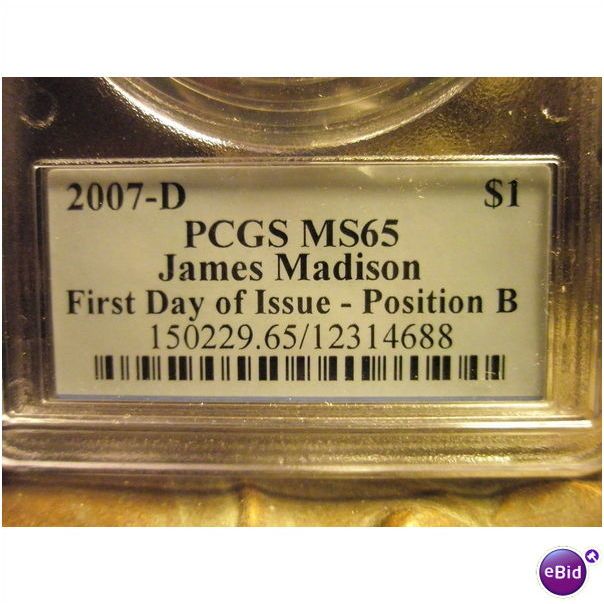 2007-D $1
PCGS MS65
James Madison
First Day of Issue - Position B
150229.65/12314688
eBid